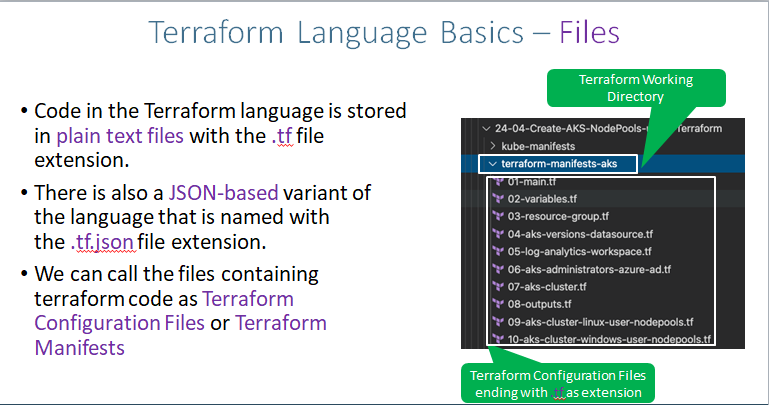 Terraform Language Basics – Files
• Code in the Terraform language is stored
in plain text files with the .tf file
extension.
• There is also a JSON-based variant of
the language that is named with
the .tf.json file extension.
• We can call the files containing
terraform code as Terraform
Configuration Files or Terraform
Manifests
Terraform Working
Directory
24-04-Create-AKS-NodePools- Terraform
kube-manifests
terraform-manifests-aks
01-main.tf
02-variables.tf
03-resource-group.tf
04-aks-versions-datasource.tf
05-log-analytics-workspace.tf
06-aks-administrators-azure-ad.tf
07-aks-cluster.tf
08-outputs.tf
09-aks-cluster-linux-user-nodepools.tf
10-aks-cluster-windows-user-nodepools.tf
Terraform Configuration Files
ending with .tf as extension